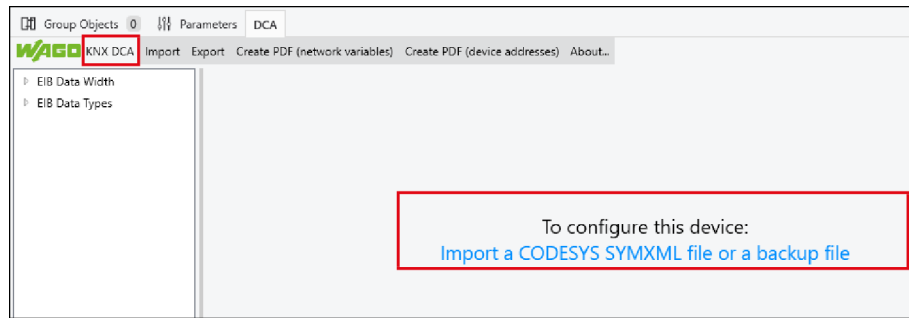 Group Objects 0 Parameters DCA
WAGO KNX DCA Import Export Create PDF (network variables) Create PDF (device addresses) About...
EIB Data Width
EIB Data Types
To configure this device:
Import a CODESYS SYMXML file or a backup file